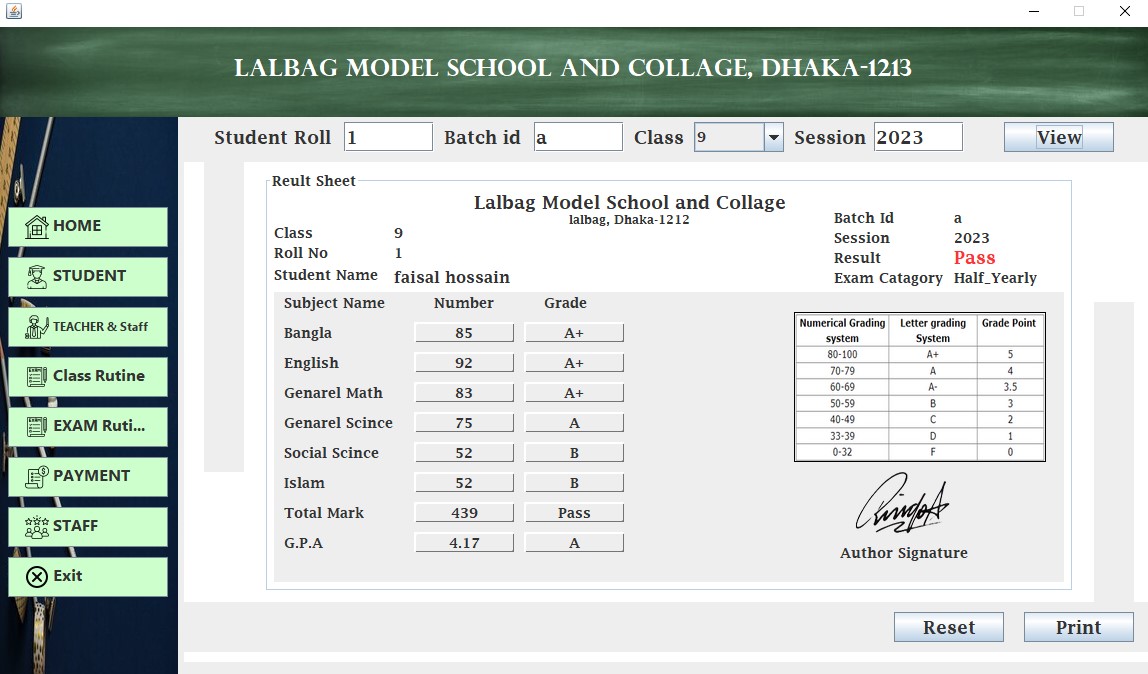 LALBAG MODEL SCHOOL AND COLLAGE, DHAKA-1213
Student Roll 1 Batch id a Class 9 Session 2023 View
HOME
STUDENT
TEACHER & Staff
Class Rutine
EXAM Ruti...
PAYMENT
STAFF
Exit
Reult Sheet
Lalbag Model School and Collage
lalbag, Dhaka-1212
Class 9
Roll No 1
Student Name faisal hossain
Batch Id a
Session 2023
Result Pass
Exam Catagory Half_Yearly
Subject Name Number Grade
Bangla 85 A+
English 92 A+
Genarel Math 83 A+
Genarel Scince 75 A
Social Scince 52 B
Islam 52 B
Total Mark 439 Pass
G.P.A 4.17 A
Numerical Grading Letter grading Grade Point
system System
80-100 A+ 5
70-79 A 4
60-69 A- 3.5
50-59 B 3
40-49 C 2
33-39 D 1
0-32 F 0
Author Signature
Reset Print